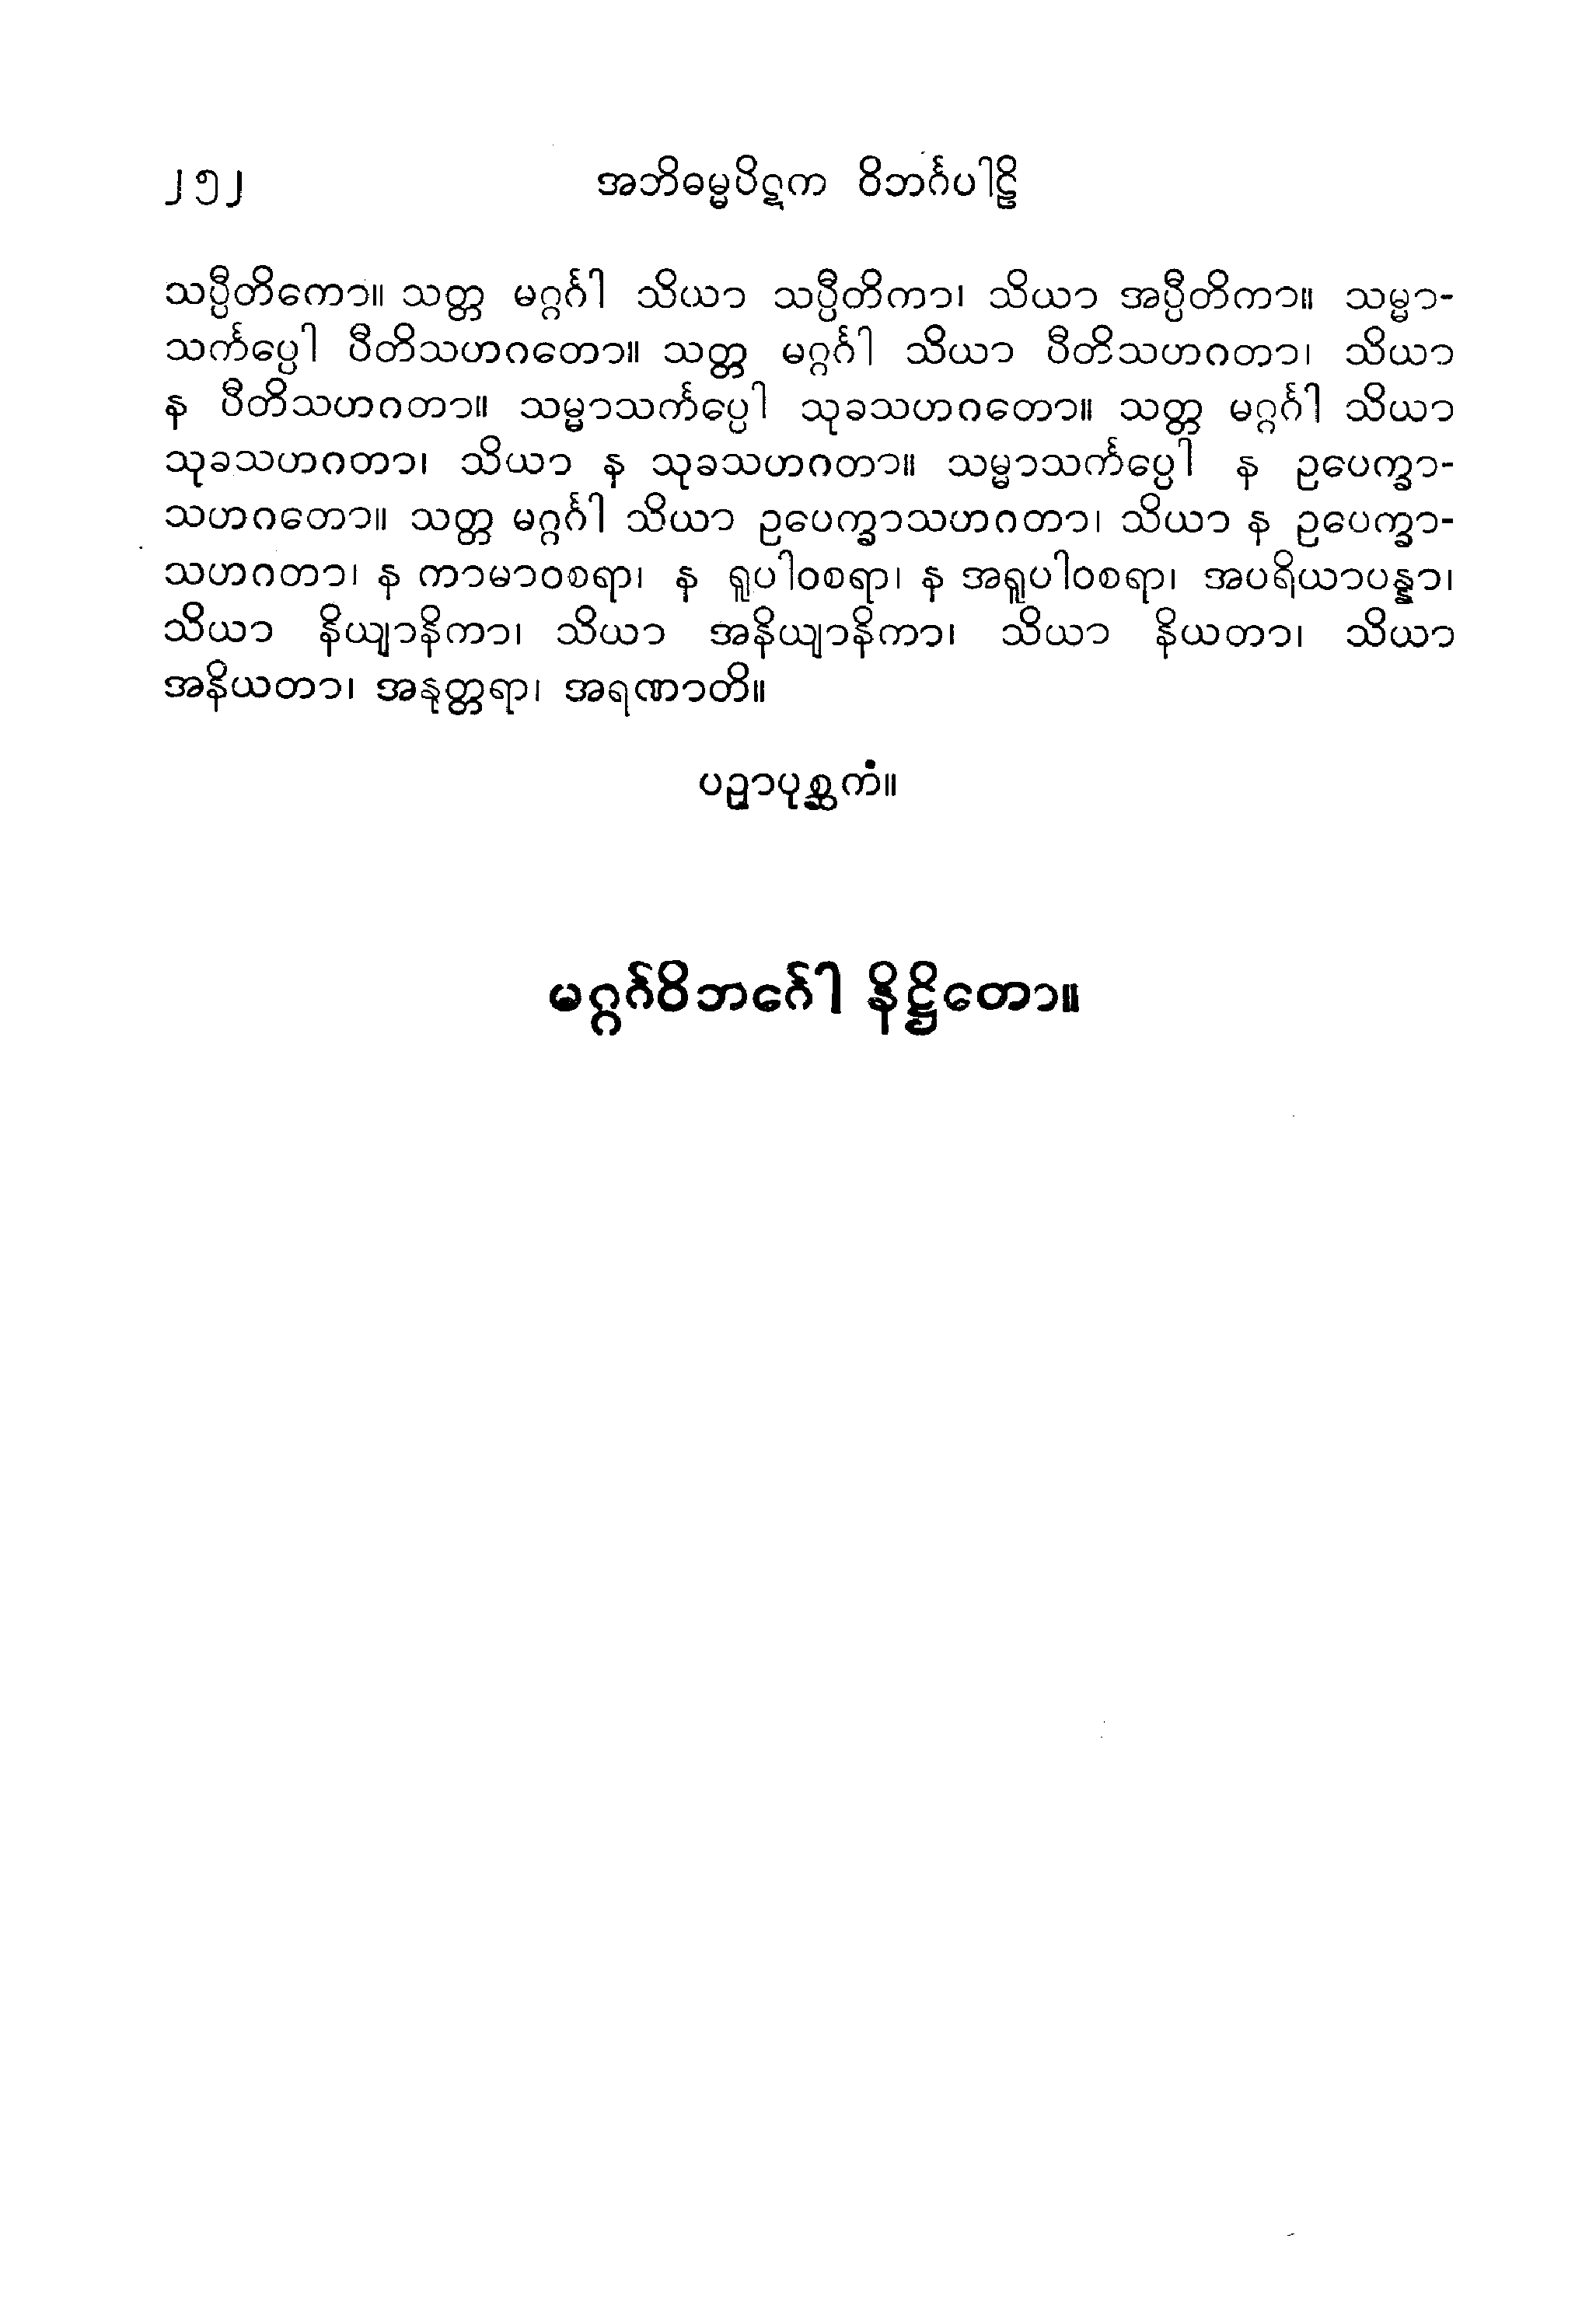 ၂၅၂ အဘိဓမ္မပိဋက ဝိဘင်္ဂပါဠိ
သပ္ပီတိကော။ သတ္တ မဂ္ဂင်္ဂါ သိယာ သပ္ပီတိကာ၊ သိယာ အပ္ပီတိကာ။ သမ္မာ-
သင်္ကပ္ပေါ ပီတိသဟဂတော။ သတ္တ မဂ္ဂင်္ဂါ သိယာ ပီတိသဟဂတာ၊ သိယာ
န ပီတိသဟဂတာ။ သမ္မာသင်္ကပ္ပေါ သုခသဟဂတော။ သတ္တ မဂ္ဂင်္ဂါ သိယာ
သုခသဟဂတာ၊ သိယာ န သုခသဟဂတာ။ သမ္မာသင်္ကပ္ပေါ န ဥပေက္ခာ-
သဟဂတော။ သတ္တ မဂ္ဂင်္ဂါ သိယာ ဥပေက္ခာသဟဂတာ၊ သိယာ န ဥပေက္ခာ-
သဟဂတာ၊ န ကာမာဝစရာ၊ န ရူပါဝစရာ၊ န အရူပါဝစရာ၊ အပရိယာပန္နာ၊
သိယာ နိယျာနိကာ၊ သိယာ အနိယျာနိကာ၊ သိယာ နိယတာ၊ သိယာ
အနိယတာ၊ အနုတ္တရာ၊ အရဏာတိ။
ပဉှာပုစ္ဆကံ။
မဂ္ဂင်္ဂဝိဘင်္ဂေါ နိဋ္ဌိတော။